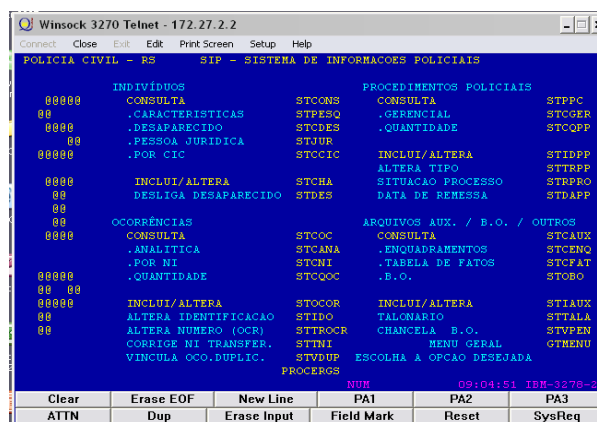 Winsock 3270 Telnet - 172.27.2.2
Connect Close Exit Edit Print Screen Setup Help
POLICIA CIVIL - RS SIP - SISTEMA DE INFORMACOES POLICIAIS
INDIVÍDUOS PROCEDIMENTOS POLICIAIS
@@@@@ CONSULTA STCONS CONSULTA STPPC
@@ .CARACTERISTICAS STPESQ .GERENCIAL STCGER
@@@@ .DESAPARECIDO STCDES .QUANTIDADE STCQPP
@@ .PESSOA JURIDICA STJUR
@@@@@ .POR CIC STCCIC INCLUI/ALTERA STIDPP
ALTERA TIPO STTRPP
@@@@ INCLUI/ALTERA STCHA SITUACAO PROCESSO STRPRO
@@ DESLIGA DESAPARECIDO STDES DATA DE REMESSA STDAPP
@@
@@ OCORRÊNCIAS ARQUIVOS AUX. / B.O. / OUTROS
@@@@ CONSULTA STCOC CONSULTA STCAUX
.ANALITICA STCANA .ENQUADRAMENTOS STCENQ
.POR NI STCNI .TABELA DE FATOS STCFAT
@@@@@ .QUANTIDADE STCQOC .B.O. STOBO
@@ @@
@@@@@ INCLUI/ALTERA STOCOR INCLUI/ALTERA STIAUX
@@ ALTERA IDENTIFICACAO STIDO TALONARIO STTALA
@@ ALTERA NUMERO (OCR) STTROCR CHANCELA B.O. STVPEN
CORRIGE NI TRANSFER. STTNI MENU GERAL GTMENU
VINCULA OCO.DUPLIC. STVDUP ESCOLHA A OPCAO DESEJADA
PROCERGS
NUM 09:04:51 IBM-3278-2
Clear Erase EOF New Line PA1 PA2 PA3
ATTN Dup Erase Input Field Mark Reset SysReq